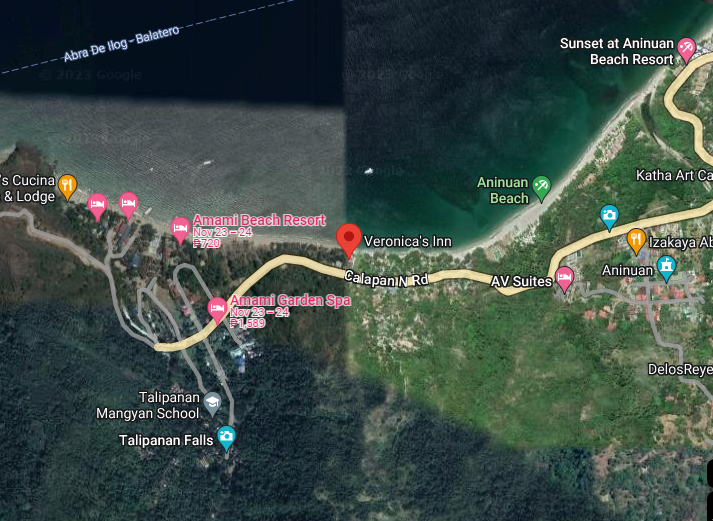 Abra De Ilog - Balatero
© 2023 Google
Sunset at Aninuan
Beach Resort
's Cucina
& Lodge
Aninuan
Beach
Katha Art Ca
Amami Beach Resort
Nov 23 – 24
₱720
Veronica's Inn
Izakaya Ab
Calapan N Rd
AV Suites
Aninuan
Amami Garden Spa
Nov 23 – 24
₱1,589
DelosReye
Talipanan
Mangyan School
Talipanan Falls